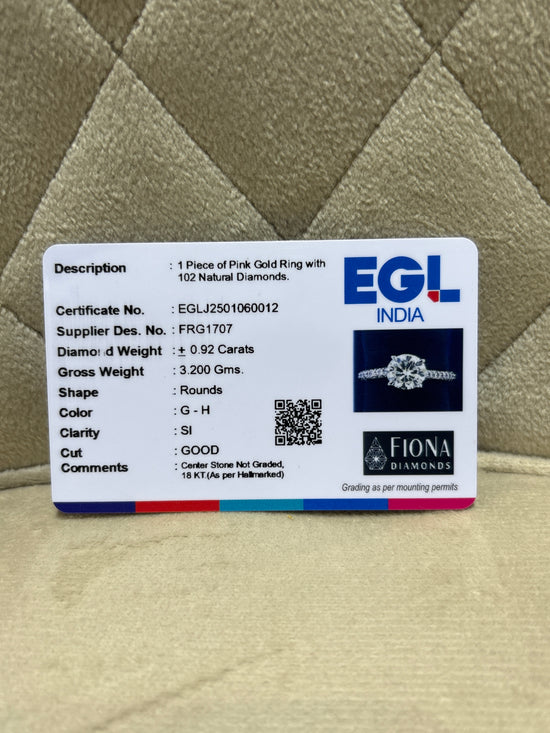 Description : 1 Piece of Pink Gold Ring with
102 Natural Diamonds.
Certificate No. : EGLJ2501060012
Supplier Des. No. : FRG1707
Diamond Weight : ± 0.92 Carats
Gross Weight : 3.200 Gms.
Shape : Rounds
Color : G - H
Clarity : SI
Cut : GOOD
Comments : Center Stone Not Graded,
18 KT.(As per Hallmarked)
EGL
INDIA
FIONA
DIAMONDS
Grading as per mounting permits